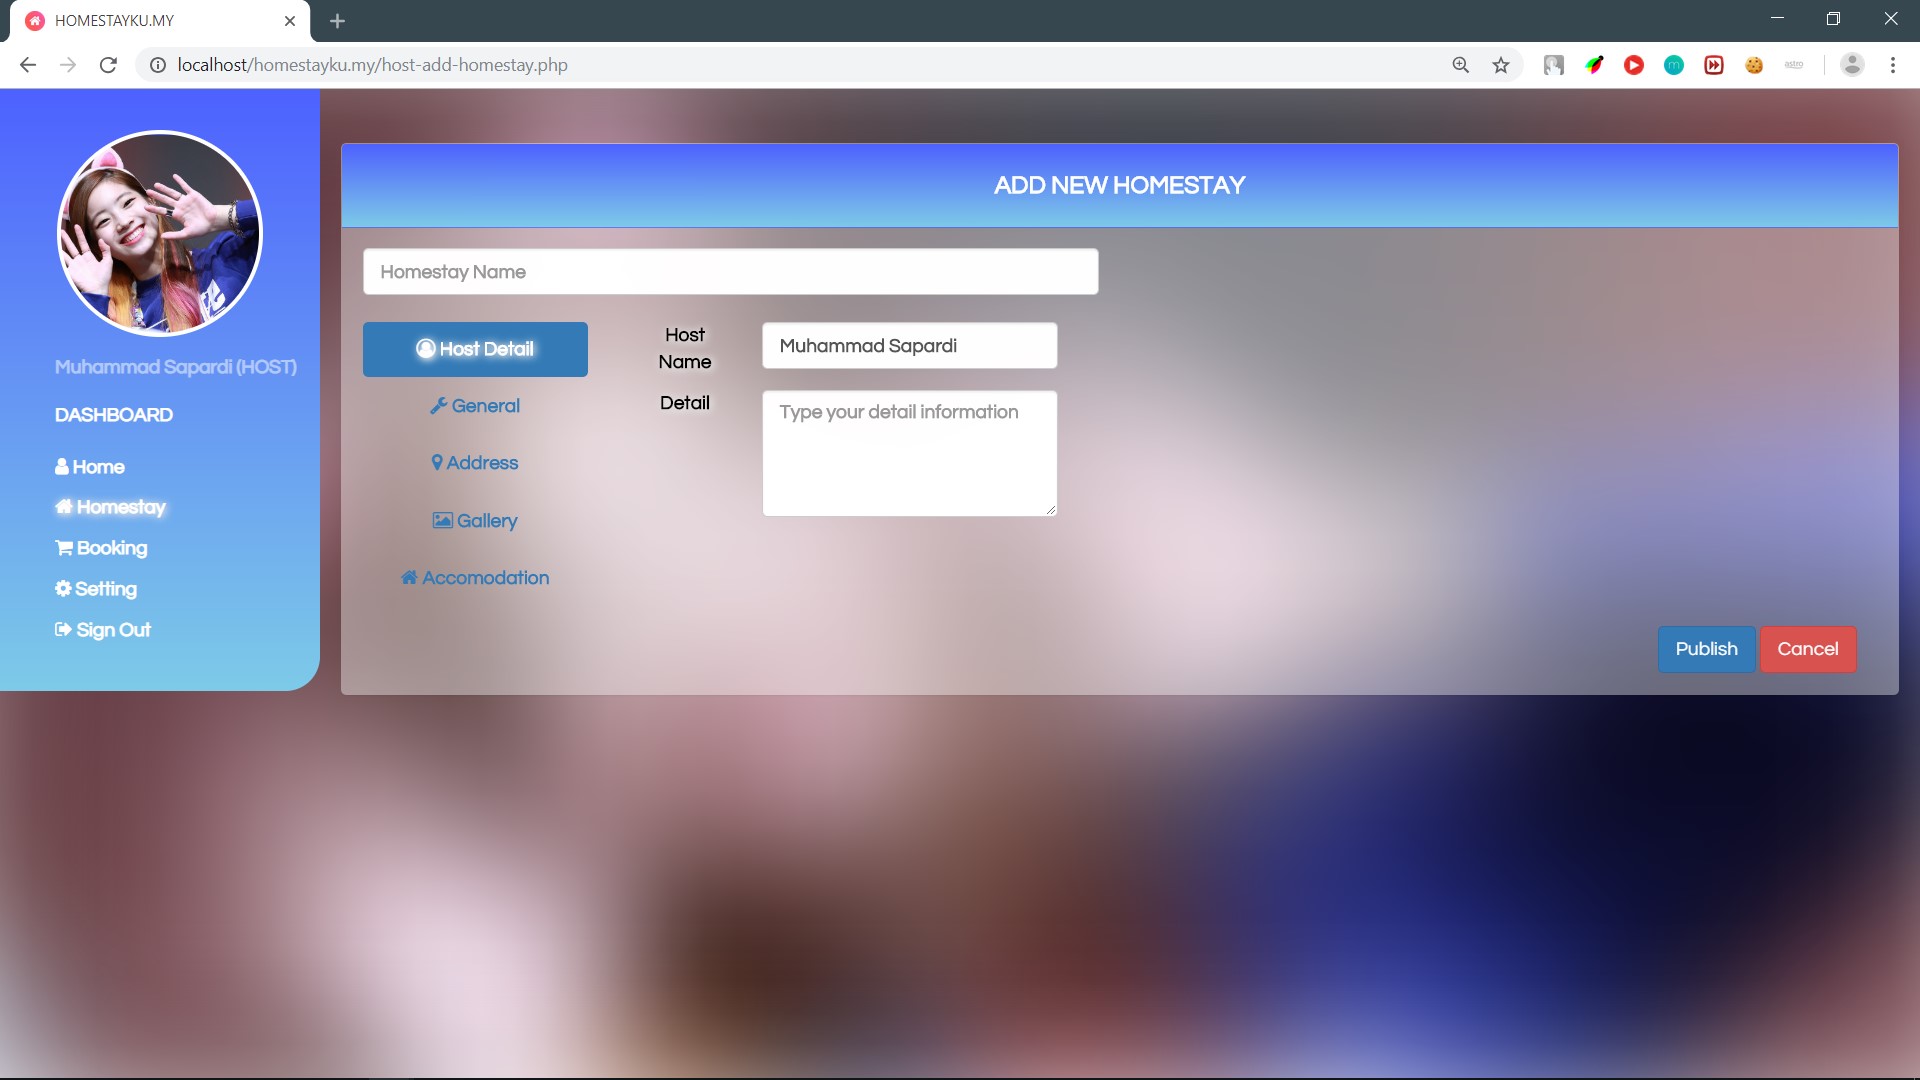 HOMESTAYKU.MY
localhost/homestayku.my/host-add-homestay.php
astro
Muhammad Sapardi (HOST)
DASHBOARD
Home
Homestay
Booking
Setting
Sign Out
ADD NEW HOMESTAY
Homestay Name
Host Detail
General
Address
Gallery
Accomodation
Host
Name
Muhammad Sapardi
Detail
Type your detail information
Publish
Cancel